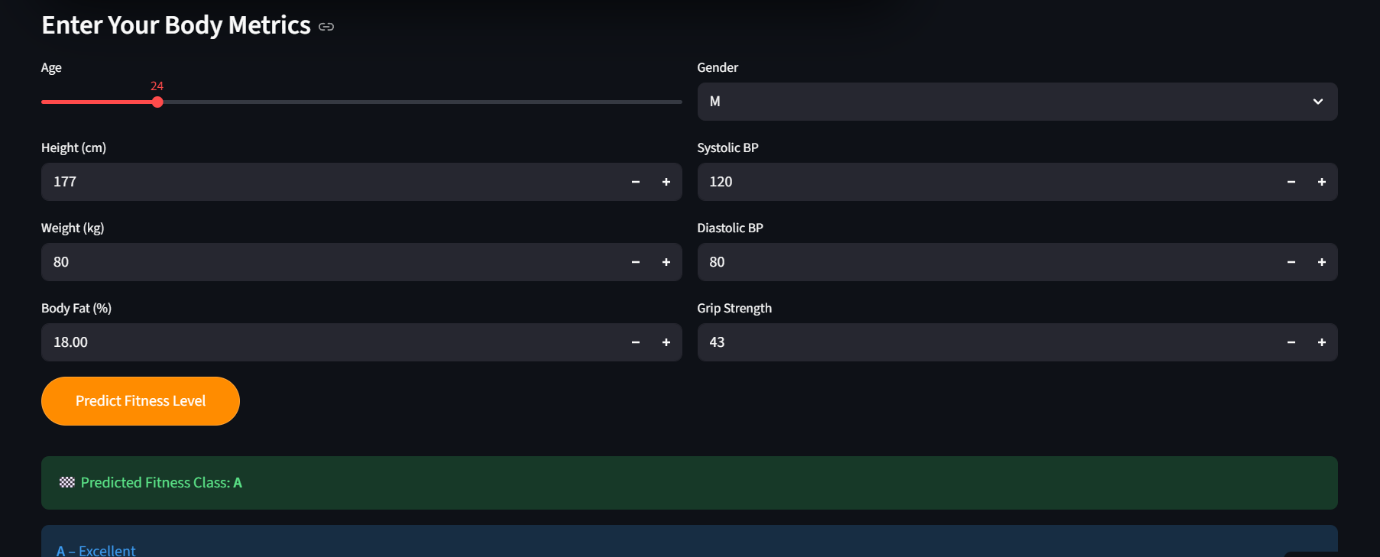 Enter Your Body Metrics
Age
24
Gender
M
Height (cm)
177
Systolic BP
120
Weight (kg)
80
Diastolic BP
80
Body Fat (%)
18.00
Grip Strength
43
Predict Fitness Level
Predicted Fitness Class: A
A – Excellent